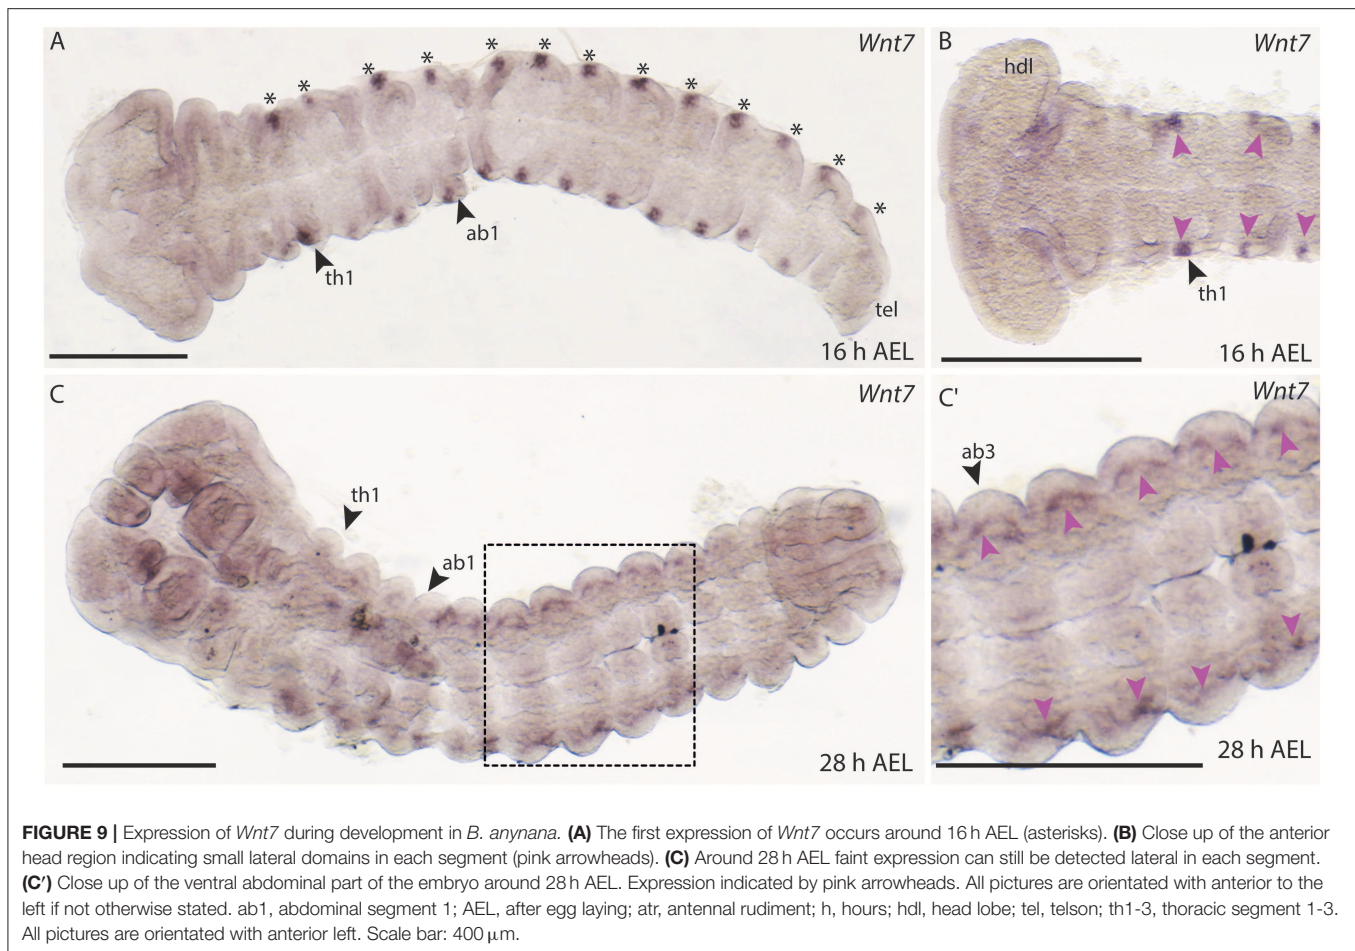 A
Wnt7
* * * * * * * * * * * * *
ab1
th1
tel
16 h AEL
B
Wnt7
hdl
th1
16 h AEL
C
Wnt7
th1
ab1
28 h AEL
C'
Wnt7
ab3
28 h AEL
FIGURE 9 | Expression of Wnt7 during development in B. anynana. (A) The first expression of Wnt7 occurs around 16 h AEL (asterisks). (B) Close up of the anterior
head region indicating small lateral domains in each segment (pink arrowheads). (C) Around 28 h AEL faint expression can still be detected lateral in each segment.
(C′) Close up of the ventral abdominal part of the embryo around 28 h AEL. Expression indicated by pink arrowheads. All pictures are orientated with anterior to the
left if not otherwise stated. ab1, abdominal segment 1; AEL, after egg laying; atr, antennal rudiment; h, hours; hdl, head lobe; tel, telson; th1-3, thoracic segment 1-3.
All pictures are orientated with anterior left. Scale bar: 400 μm.